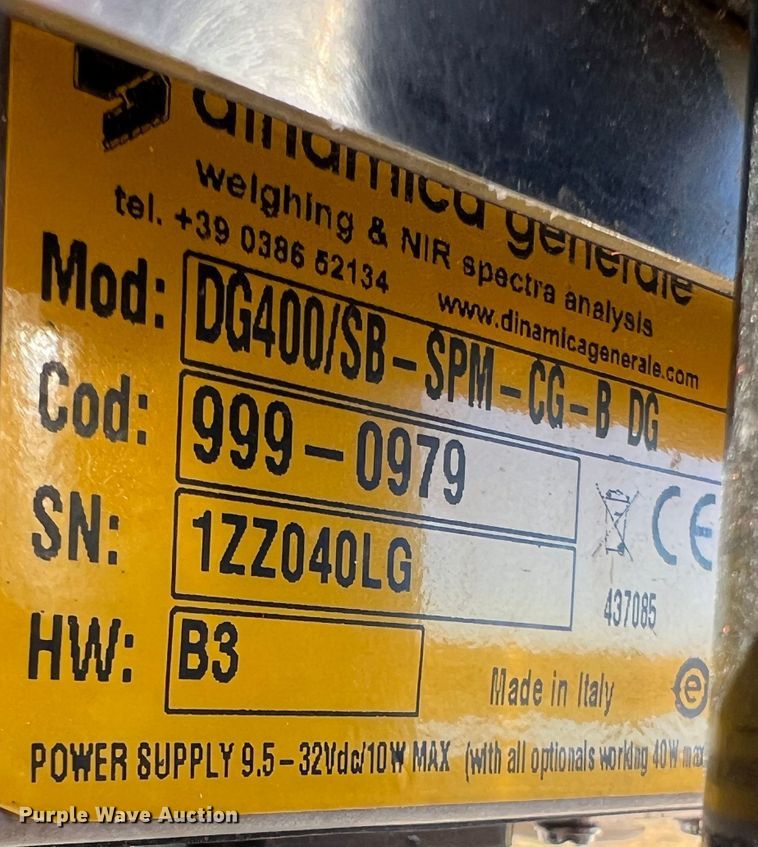 dinamica generale
weighing & NIR spectra analysis
tel. +39 0386 52134
www.dinamicagenerale.com
Mod: DG400/SB-SPM-CG-B DG
Cod: 999-0979
CE
SN: 1ZZ040LG
437085
HW: B3
Made in Italy
e
POWER SUPPLY 9.5-32Vdc/10W MAX (with all optionals working 40W max
Purple Wave Auction